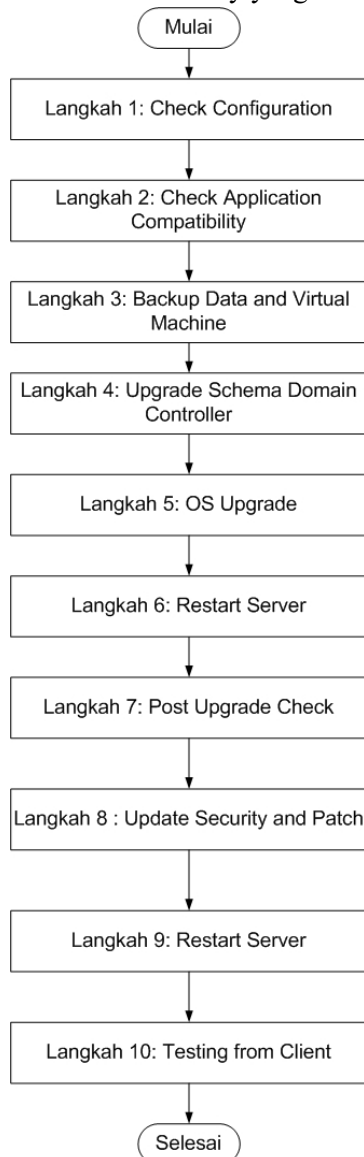 Mulai
Langkah 1: Check Configuration
Langkah 2: Check Application
Compatibility
Langkah 3: Backup Data and Virtual
Machine
Langkah 4: Upgrade Schema Domain
Controller
Langkah 5: OS Upgrade
Langkah 6: Restart Server
Langkah 7: Post Upgrade Check
Langkah 8 : Update Security and Patch
Langkah 9: Restart Server
Langkah 10: Testing from Client
Selesai